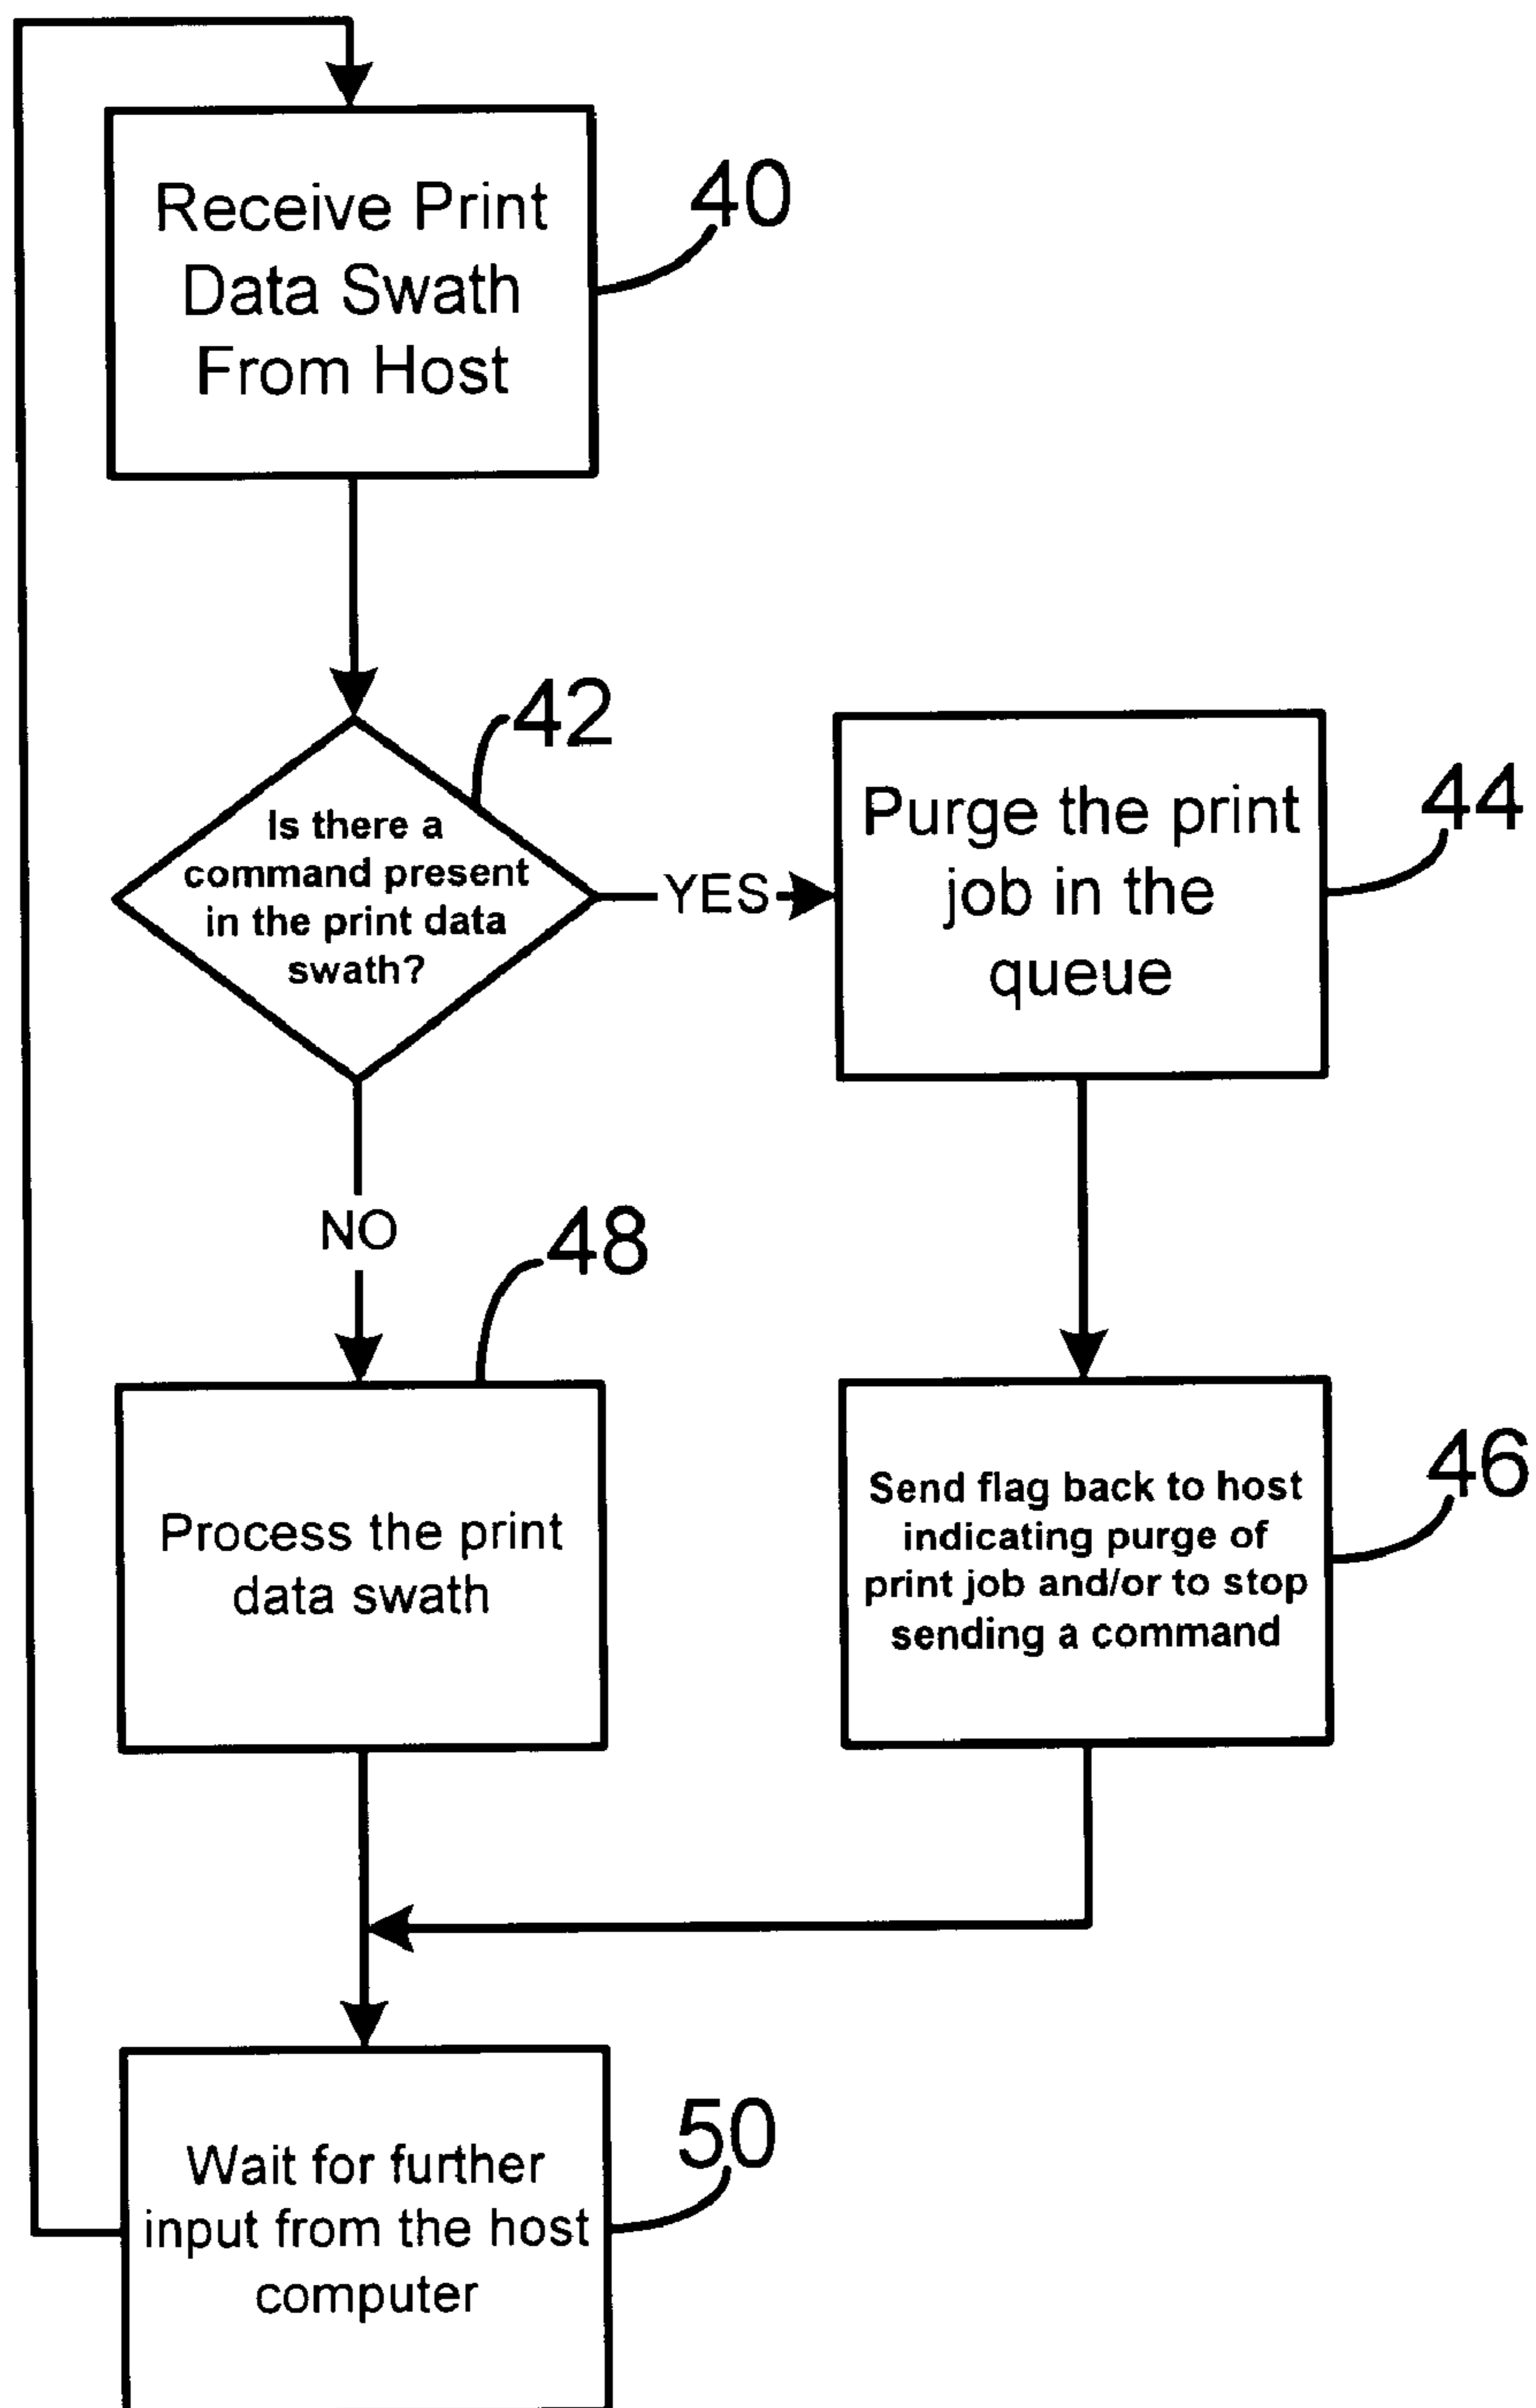 Receive Print
Data Swath
From Host
40
42
Is there a
command present
in the print data
swath?
YES
Purge the print
job in the
queue
44
NO
48
Process the print
data swath
Send flag back to host
indicating purge of
print job and/or to stop
sending a command
46
Wait for further
input from the host
computer
50